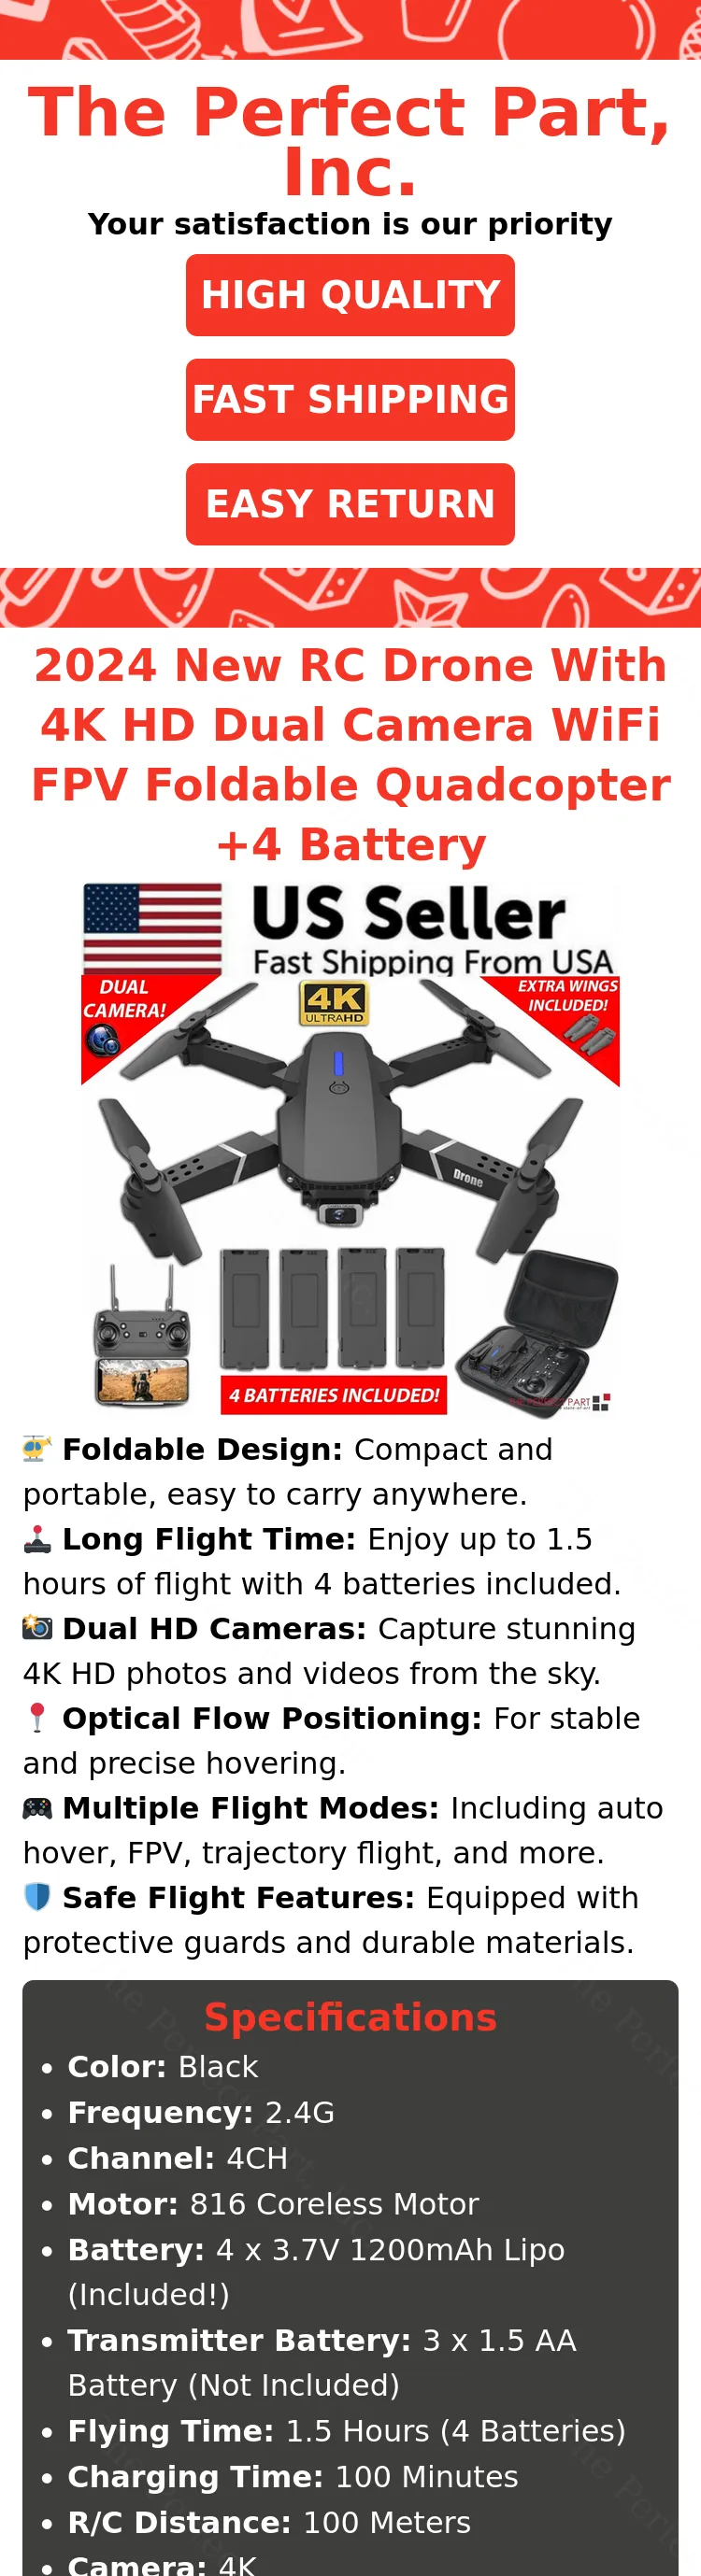 The Perfect Part,
Inc.
Your satisfaction is our priority
HIGH QUALITY
FAST SHIPPING
EASY RETURN
2024 New RC Drone With
4K HD Dual Camera WiFi
FPV Foldable Quadcopter
+4 Battery
US Seller
Fast Shipping From USA
DUAL
CAMERA!
4K
ULTRAHD
EXTRA WINGS
INCLUDED!
Drone
4 BATTERIES INCLUDED!
THE PERFECT PART
🚁 Foldable Design: Compact and
portable, easy to carry anywhere.
🕹️ Long Flight Time: Enjoy up to 1.5
hours of flight with 4 batteries included.
📸 Dual HD Cameras: Capture stunning
4K HD photos and videos from the sky.
📍 Optical Flow Positioning: For stable
and precise hovering.
🎮 Multiple Flight Modes: Including auto
hover, FPV, trajectory flight, and more.
🛡️ Safe Flight Features: Equipped with
protective guards and durable materials.
Specifications
• Color: Black
• Frequency: 2.4G
• Channel: 4CH
• Motor: 816 Coreless Motor
• Battery: 4 x 3.7V 1200mAh Lipo
(Included!)
• Transmitter Battery: 3 x 1.5 AA
Battery (Not Included)
• Flying Time: 1.5 Hours (4 Batteries)
• Charging Time: 100 Minutes
• R/C Distance: 100 Meters
• Camera: 4K